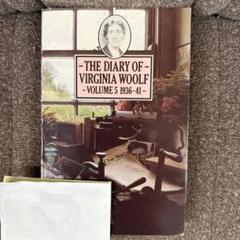 - THE DIARY OF -
VIRGINIA WOOLF
- VOLUME 5 1936-41 -